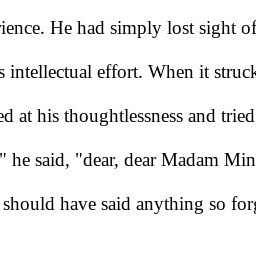 ience. He had simply lost sight of
s intellectual effort. When it struck
ed at his thoughtlessness and tried
" he said, "dear, dear Madam Min
should have said anything so forg